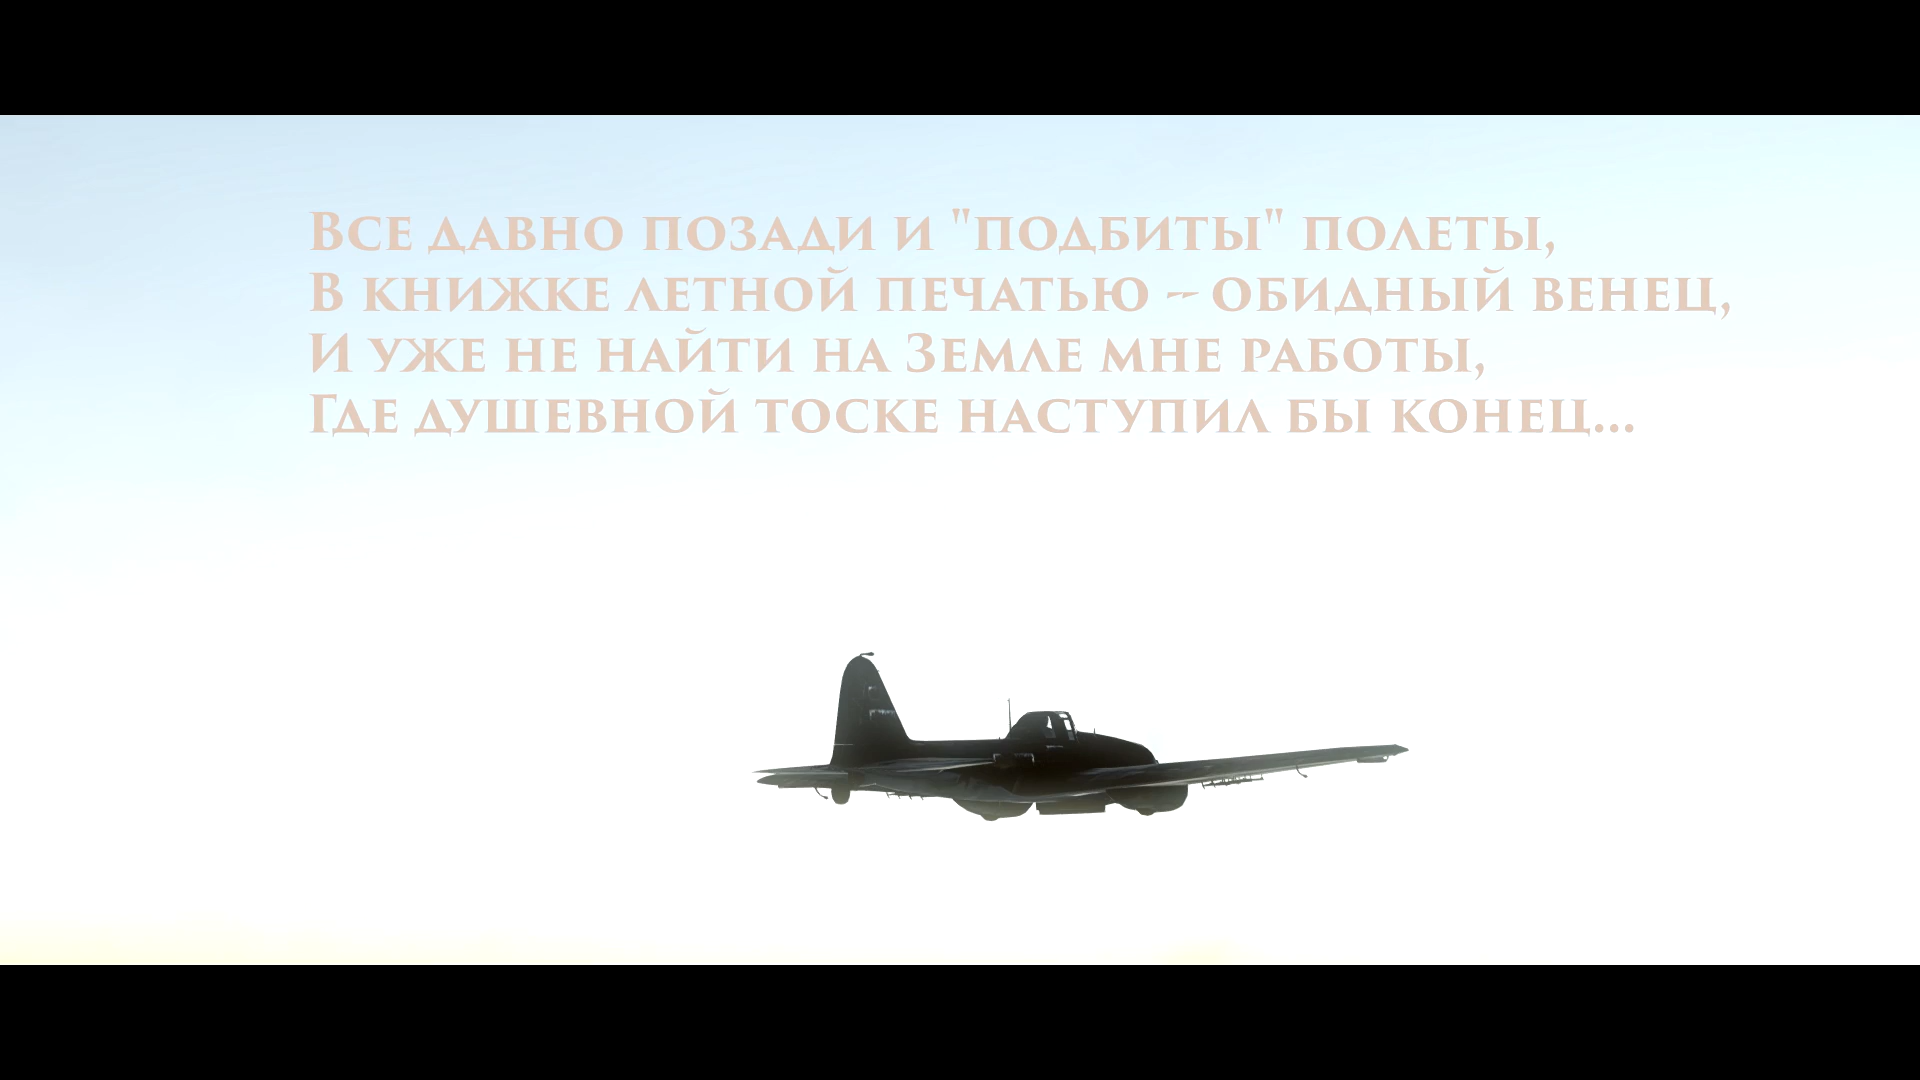 Все давно позади и "подбиты" полеты,
В книжке летной печатью -- обидный венец,
И уже не найти на Земле мне работы,
Где душевной тоске наступил бы конец...